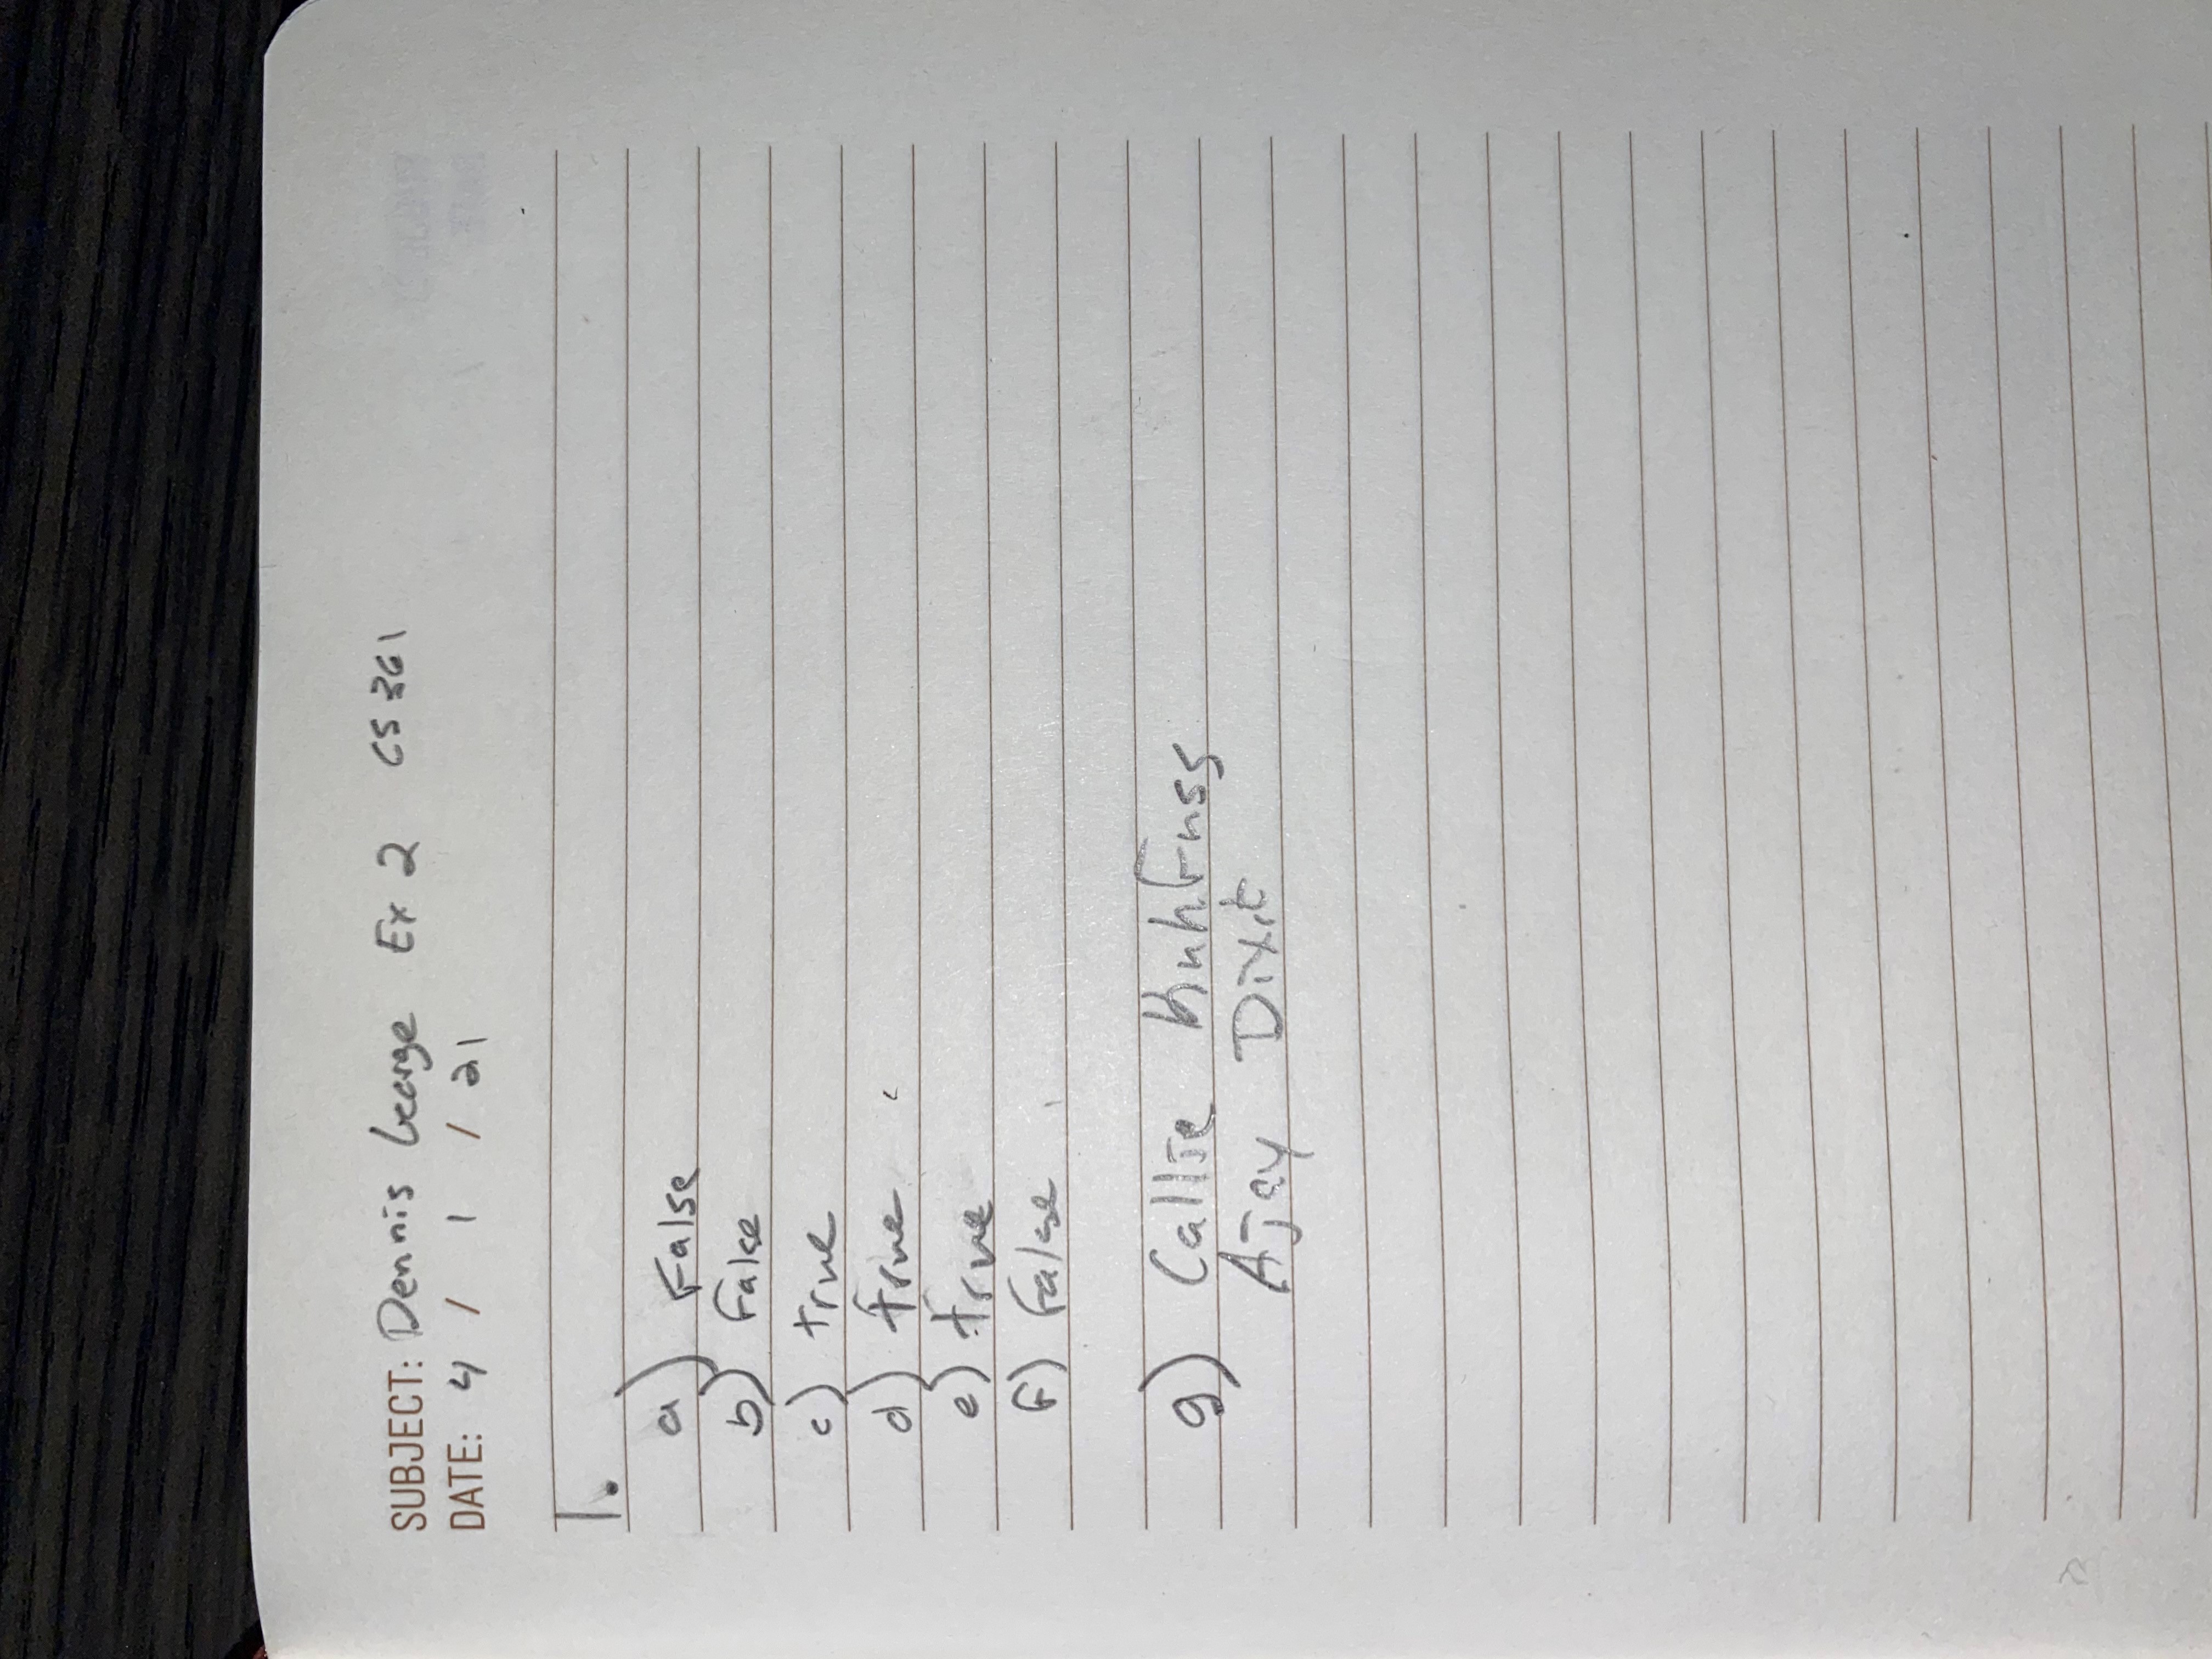 SUBJECT: Dennis George Ex 2 CS 361
DATE: 4 / 1 / 21
1.
a) False
b) False
c) true
d) true
e) true
F) False
g) Callie Kuhfuss
Ajay Dixit